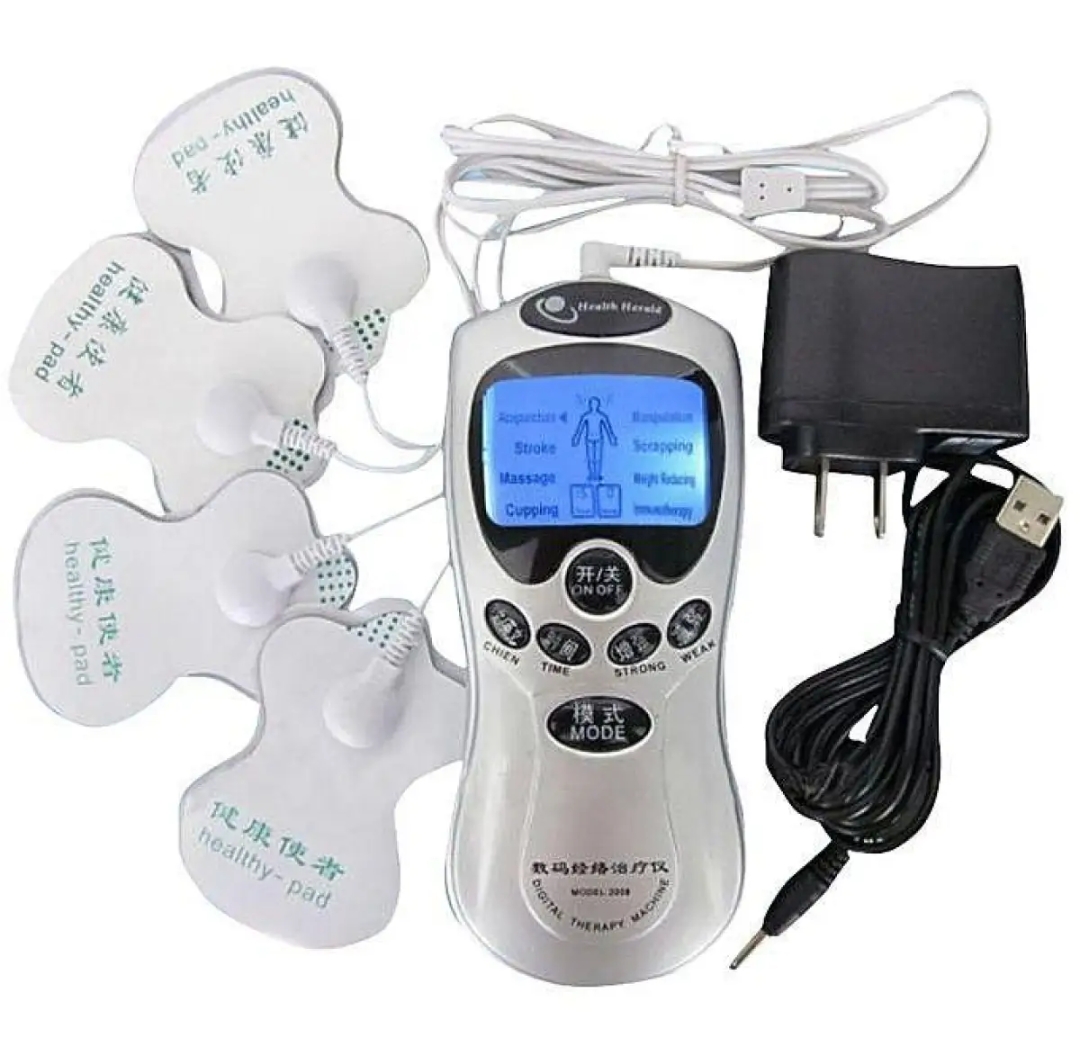 健康使者
healthy-pad
健康使者
healthy-pad
健康使者
healthy-pad
健康使者
healthy-pad
Health Herald
Acupuncture
Manipulation
Stroke
Scrapping
Massage
Weight Reducing
Cupping
Immunotherapy
开/关
ON OFF
CHIEN
TIME
STRONG
WEAK
模式
MODE
数码经络治疗仪
MODEL 2008
DIGITAL THERAPY MACHINE